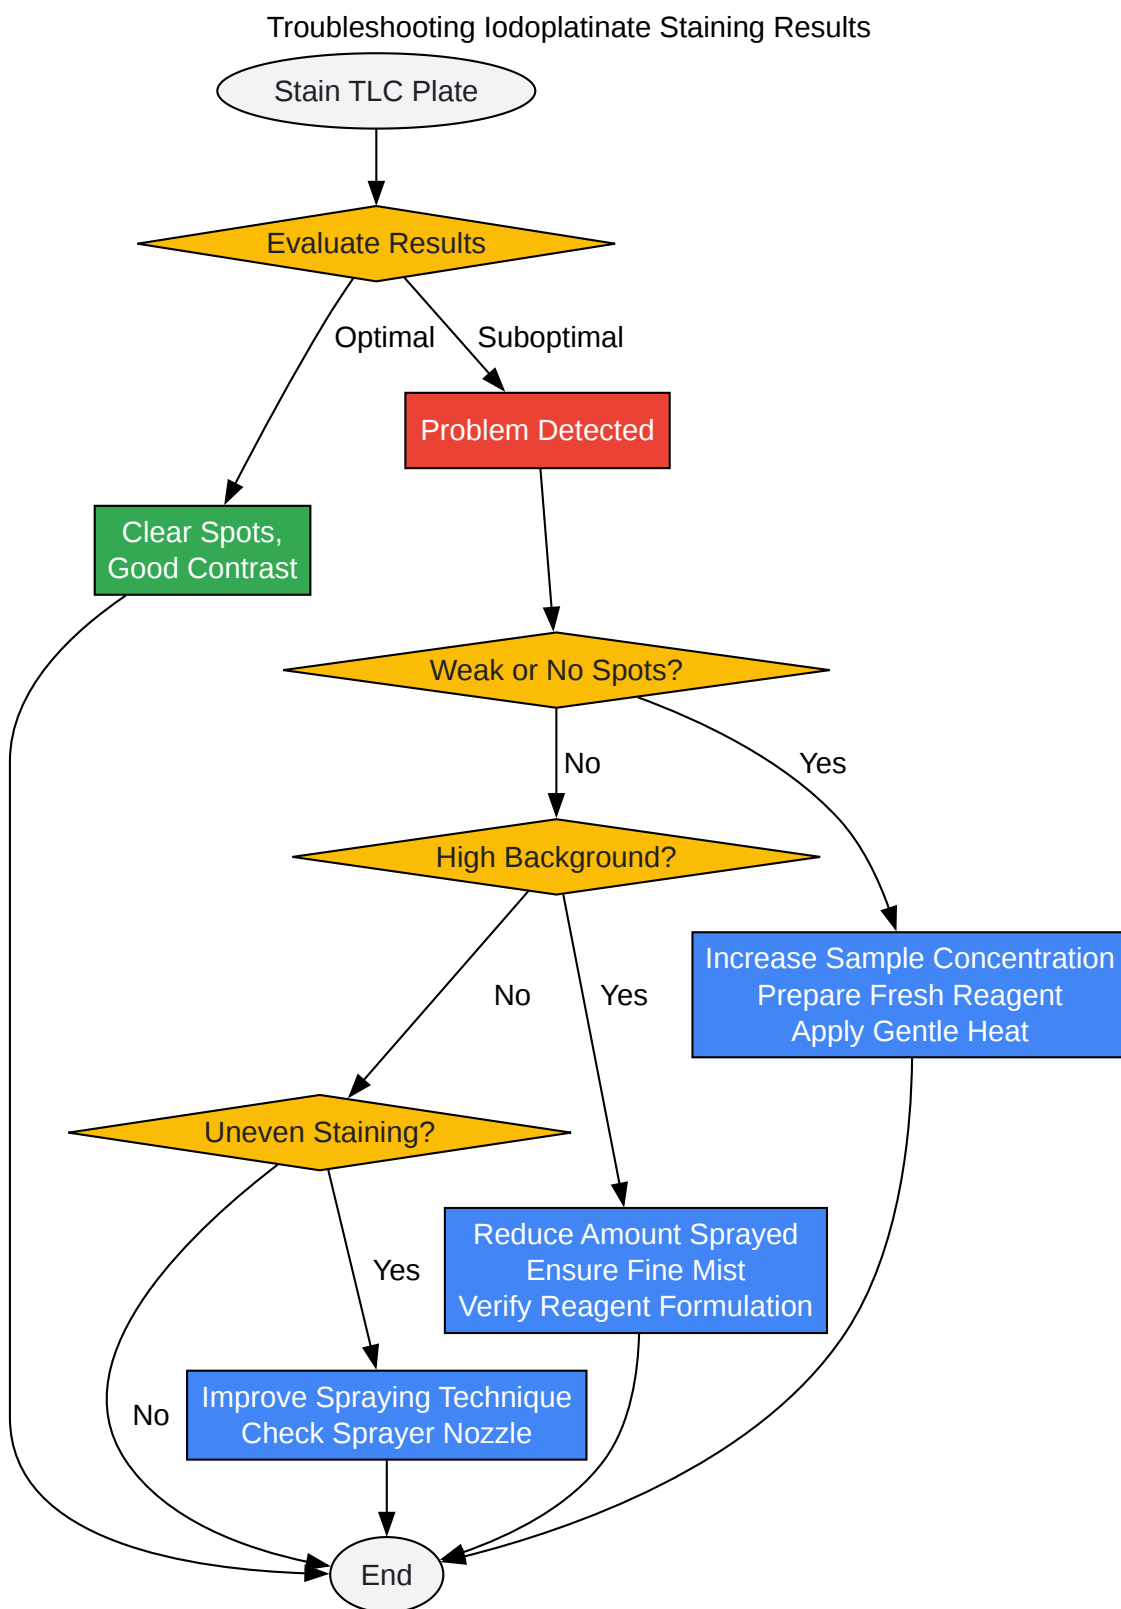 Troubleshooting Iodoplatinate Staining Results
Stain TLC Plate
Evaluate Results
Optimal
Suboptimal
Problem Detected
Clear Spots,
Good Contrast
Weak or No Spots?
No
Yes
High Background?
Increase Sample Concentration
Prepare Fresh Reagent
Apply Gentle Heat
No
Yes
Uneven Staining?
Reduce Amount Sprayed
Ensure Fine Mist
Verify Reagent Formulation
Yes
Improve Spraying Technique
Check Sprayer Nozzle
No
End